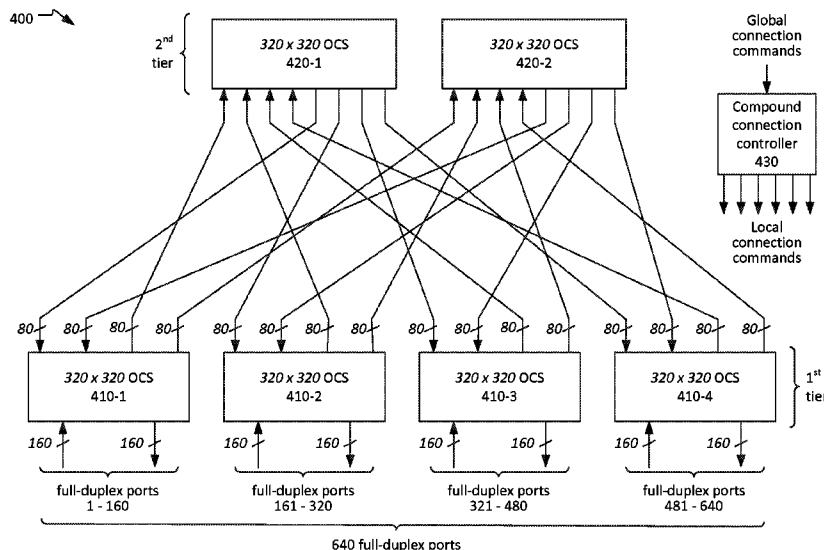 400
2nd
tier
320 x 320 OCS
420-1
320 x 320 OCS
420-2
Global
connection
commands
Compound
connection
controller
430
Local
connection
commands
80 80 80 80 80 80 80 80 80 80 80 80 80 80 80 80
320 x 320 OCS
410-1
320 x 320 OCS
410-2
320 x 320 OCS
410-3
320 x 320 OCS
410-4
1st
tier
160 160 160 160 160 160 160 160
full-duplex ports
1 - 160
full-duplex ports
161 - 320
full-duplex ports
321 - 480
full-duplex ports
481 - 640
640 full-duplex ports